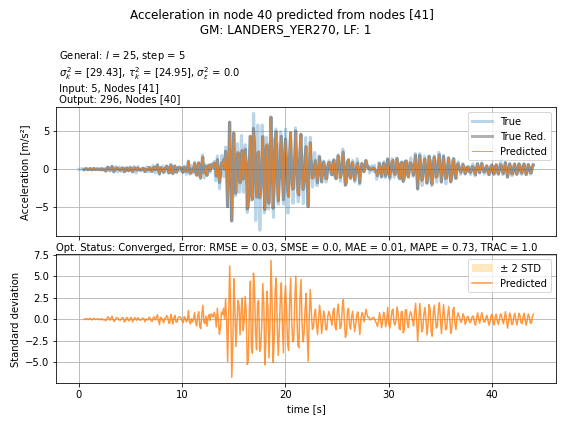 Acceleration in node 40 predicted from nodes [41]
GM: LANDERS_YER270, LF: 1
General: l = 25, step = 5
σ²ₖ = [29.43], τ²ₖ = [24.95], σ²ε = 0.0
Input: 5, Nodes [41]
Output: 296, Nodes [40]
True
True Red.
Predicted
Acceleration [m/s²]
5
0
−5
Opt. Status: Converged, Error: RMSE = 0.03, SMSE = 0.0, MAE = 0.01, MAPE = 0.73, TRAC = 1.0
± 2 STD
Predicted
Standard deviation
7.5
5.0
2.5
0.0
−2.5
−5.0
0 10 20 30 40
time [s]